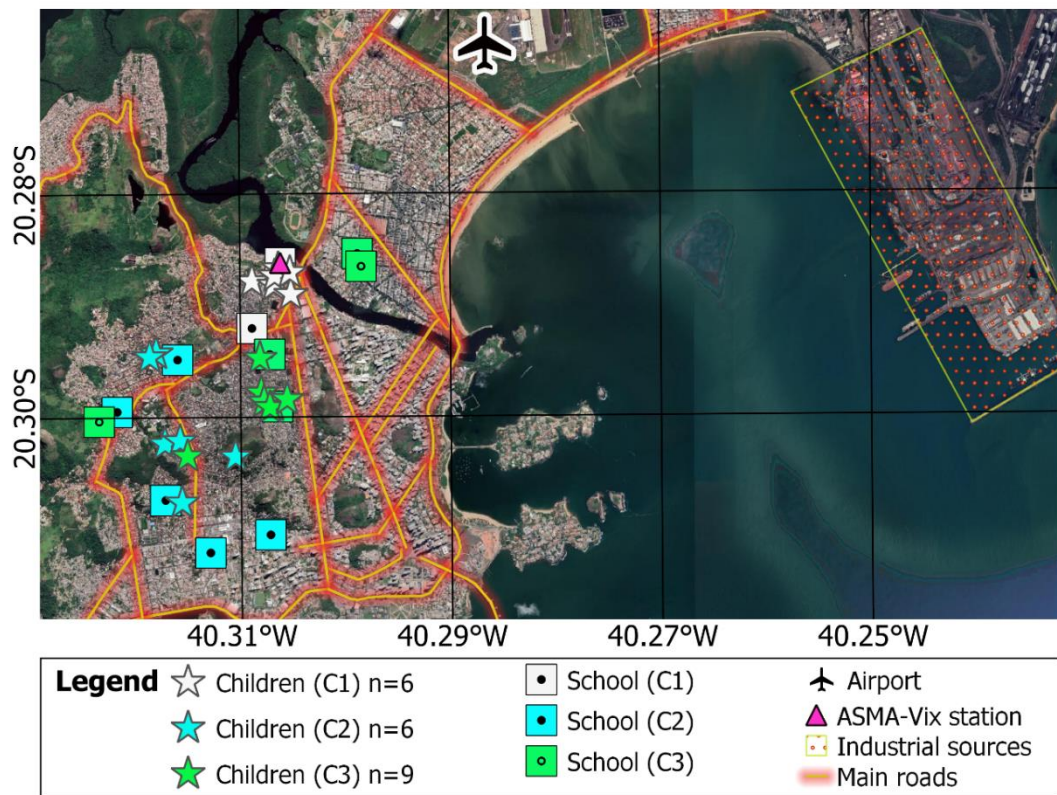 20.28°S
20.30°S
40.31°W 40.29°W 40.27°W 40.25°W
Legend
Children (C1) n=6
Children (C2) n=6
Children (C3) n=9
School (C1)
School (C2)
School (C3)
Airport
ASMA-Vix station
Industrial sources
Main roads